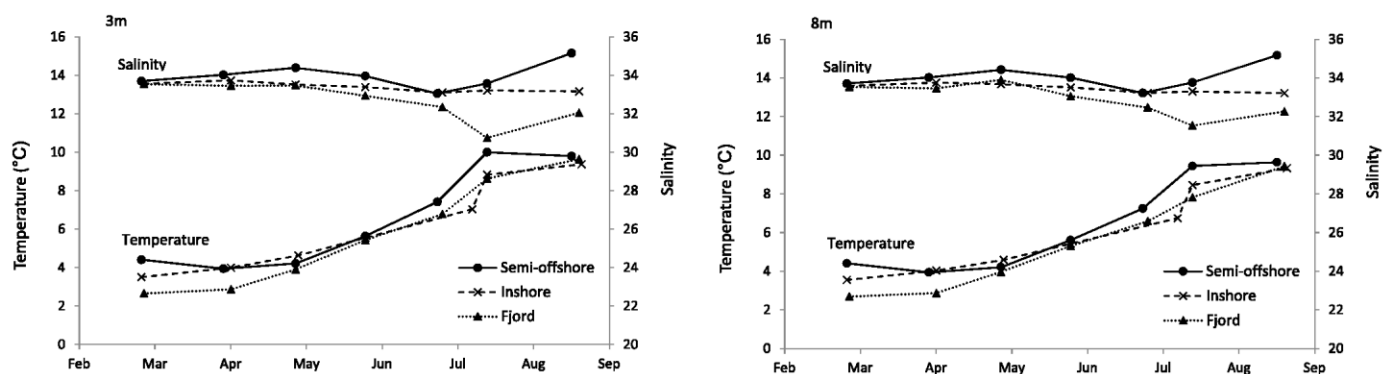 3m
16
14
12
10
8
6
4
2
0
Temperature (°C)
Salinity
Temperature
Semi-offshore
Inshore
Fjord
36
34
32
30
28
26
24
22
20
Salinity
Feb Mar Apr May Jun Jul Aug Sep
8m
16
14
12
10
8
6
4
2
0
Temperature (°C)
Salinity
Temperature
Semi-offshore
Inshore
Fjord
36
34
32
30
28
26
24
22
20
Salinity
Feb Mar Apr May Jun Jul Aug Sep